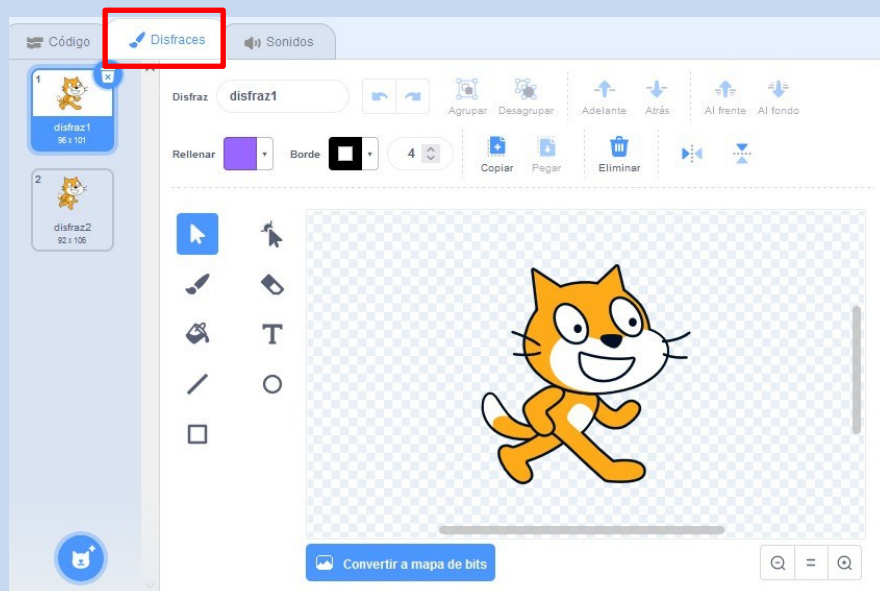 Código
Disfraces
Sonidos
1
disfraz1
96 x 101
2
disfraz2
92 x 106
Disfraz
disfraz1
Agrupar
Desagrupar
Adelante
Atrás
Al frente
Al fondo
Rellenar
Borde
4
Copiar
Pegar
Eliminar
T
Convertir a mapa de bits